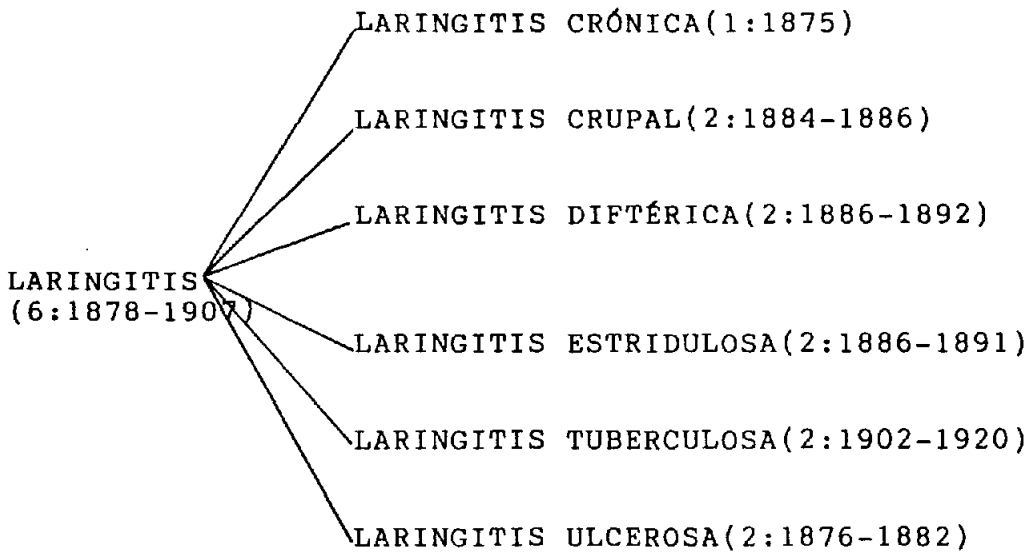 LARINGITIS CRÓNICA(1:1875)
LARINGITIS CRUPAL(2:1884-1886)
LARINGITIS DIFTÉRICA(2:1886-1892)
LARINGITIS
(6:1878-1907)
LARINGITIS ESTRIDULOSA(2:1886-1891)
LARINGITIS TUBERCULOSA(2:1902-1920)
LARINGITIS ULCEROSA(2:1876-1882)